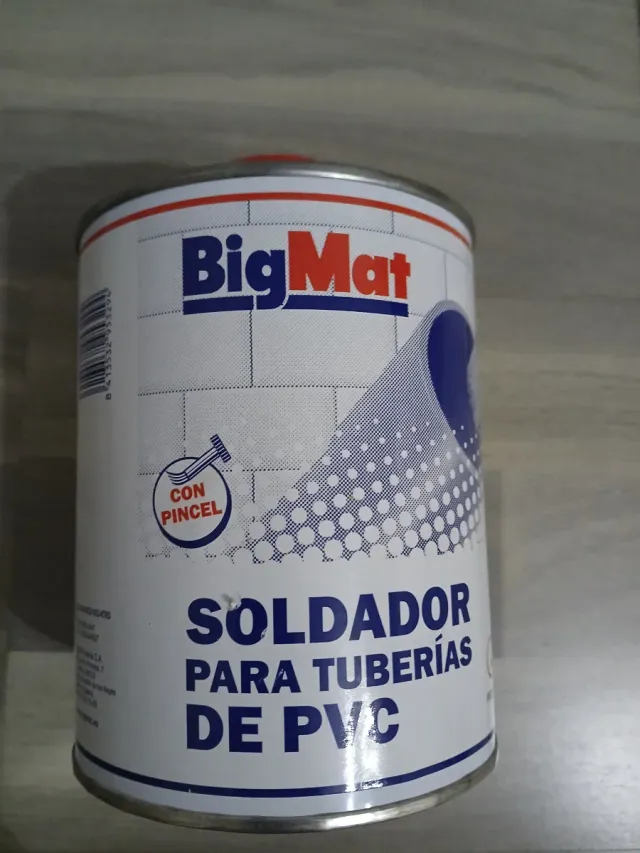 BigMat
CON
PINCEL
SOLDADOR
PARA TUBERÍAS
DE PVC